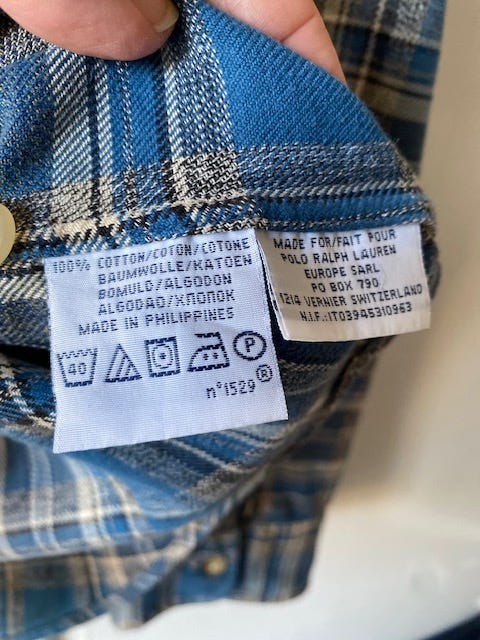 100% COTTON/COTON/COTONE
BAUMWOLLE/KATOEN
BOMULD/ALGODON
ALGODAO/ХЛОПОК
MADE IN PHILIPPINES
40
P
n°1529 ®
MADE FOR/FAIT POUR
POLO RALPH LAUREN
EUROPE SARL
PO BOX 790
1214 VERNIER SWITZERLAND
N.I.F.:IT03945310963